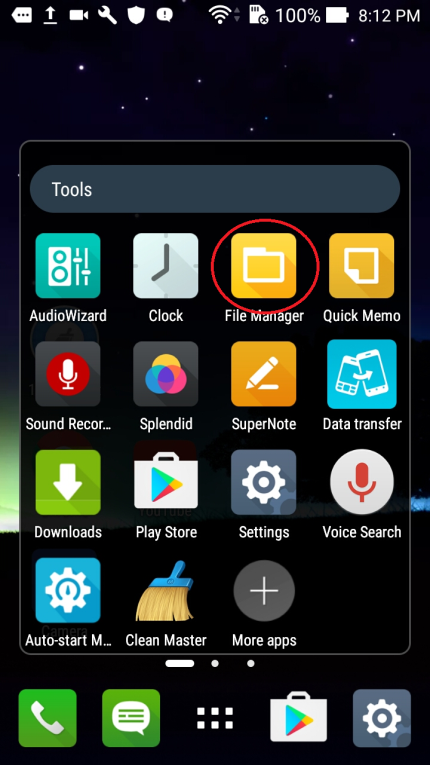 100% 8:12 PM
Tools
AudioWizard Clock File Manager Quick Memo
Sound Recor... Splendid SuperNote Data transfer
Downloads Play Store Settings Voice Search
Auto-start M... Clean Master More apps